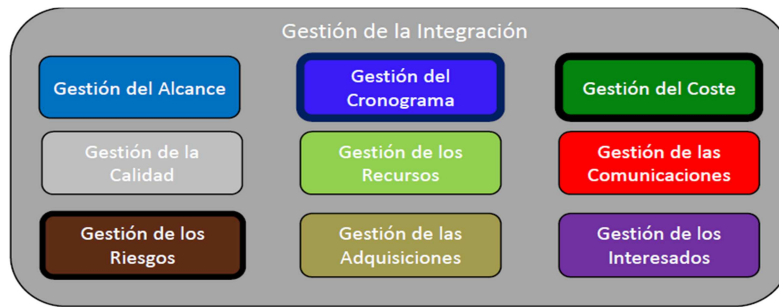 Gestión de la Integración
Gestión del Alcance
Gestión del
Cronograma
Gestión del Coste
Gestión de la
Calidad
Gestión de los
Recursos
Gestión de las
Comunicaciones
Gestión de los
Riesgos
Gestión de las
Adquisiciones
Gestión de los
Interesados